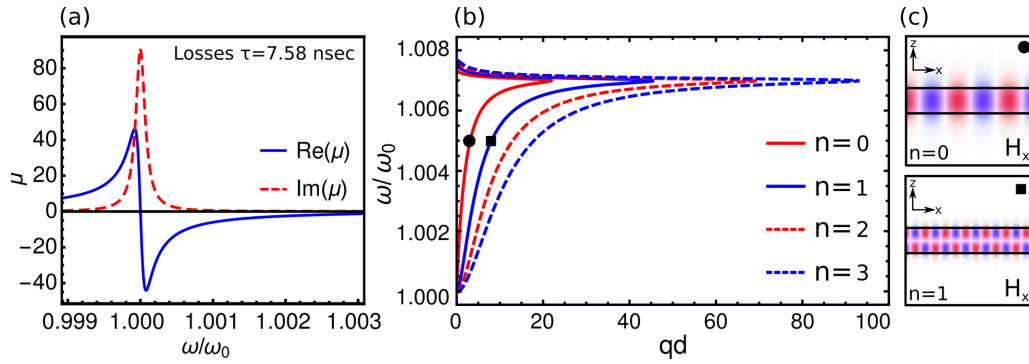 (a)
Losses τ=7.58 nsec
80
60
40
20
0
−20
−40
μ
Re(μ)
Im(μ)
0.999 1.000 1.001 1.002 1.003
ω/ω₀
(b)
1.008
1.006
1.004
1.002
1.000
ω/ω₀
n=0
n=1
n=2
n=3
0 20 40 60 80 100
qd
(c)
z
x
n=0 Hₓ
z
x
n=1 Hₓ